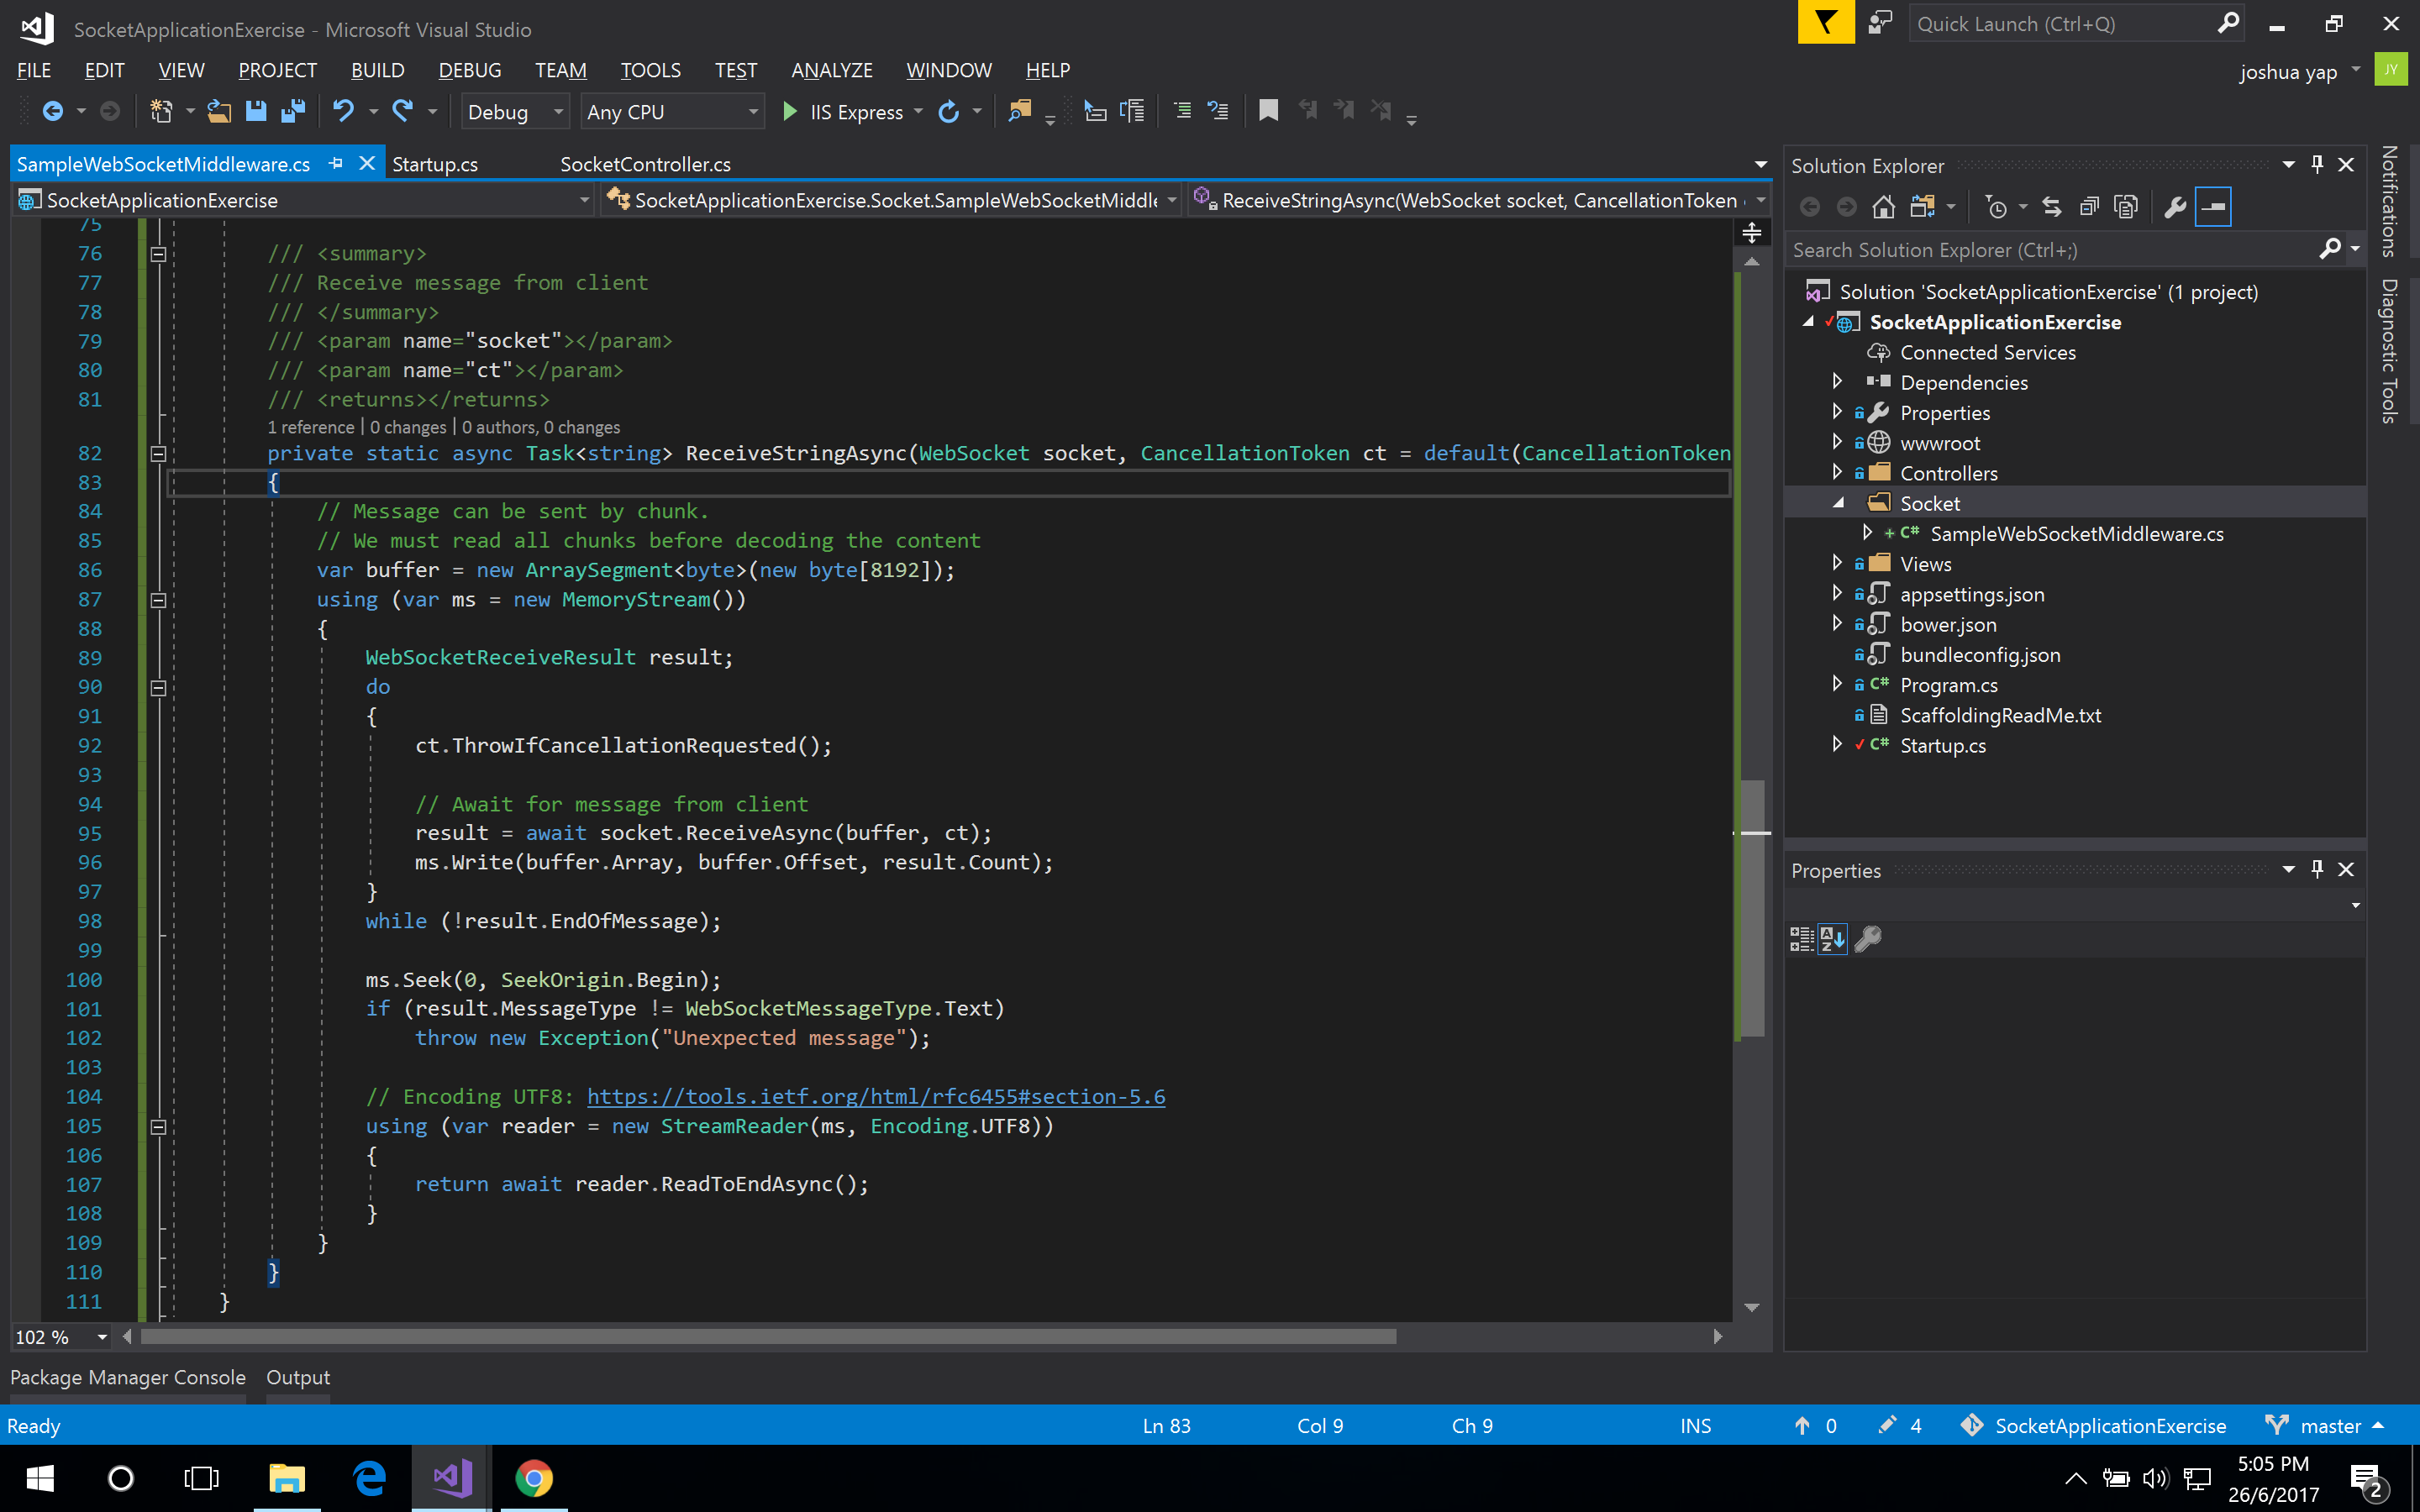 SocketApplicationExercise - Microsoft Visual Studio
Quick Launch (Ctrl+Q)
FILE EDIT VIEW PROJECT BUILD DEBUG TEAM TOOLS TEST ANALYZE WINDOW HELP
joshua yap
JY
Debug
Any CPU
IIS Express
SampleWebSocketMiddleware.cs
Startup.cs
SocketController.cs
SocketApplicationExercise
SocketApplicationExercise.Socket.SampleWebSocketMiddle
ReceiveStringAsync(WebSocket socket, CancellationToken
75
76 /// <summary>
77 /// Receive message from client
78 /// </summary>
79 /// <param name="socket"></param>
80 /// <param name="ct"></param>
81 /// <returns></returns>
1 reference | 0 changes | 0 authors, 0 changes
82 private static async Task<string> ReceiveStringAsync(WebSocket socket, CancellationToken ct = default(CancellationToken
83 {
84 // Message can be sent by chunk.
85 // We must read all chunks before decoding the content
86 var buffer = new ArraySegment<byte>(new byte[8192]);
87 using (var ms = new MemoryStream())
88 {
89 WebSocketReceiveResult result;
90 do
91 {
92 ct.ThrowIfCancellationRequested();
93
94 // Await for message from client
95 result = await socket.ReceiveAsync(buffer, ct);
96 ms.Write(buffer.Array, buffer.Offset, result.Count);
97 }
98 while (!result.EndOfMessage);
99
100 ms.Seek(0, SeekOrigin.Begin);
101 if (result.MessageType != WebSocketMessageType.Text)
102 throw new Exception("Unexpected message");
103
104 // Encoding UTF8: https://tools.ietf.org/html/rfc6455#section-5.6
105 using (var reader = new StreamReader(ms, Encoding.UTF8))
106 {
107 return await reader.ReadToEndAsync();
108 }
109 }
110 }
111 }
102 %
Package Manager Console
Output
Solution Explorer
Search Solution Explorer (Ctrl+;)
Solution 'SocketApplicationExercise' (1 project)
SocketApplicationExercise
Connected Services
Dependencies
Properties
wwwroot
Controllers
Socket
C# SampleWebSocketMiddleware.cs
Views
appsettings.json
bower.json
bundleconfig.json
C# Program.cs
ScaffoldingReadMe.txt
C# Startup.cs
Properties
Notifications
Diagnostic Tools
Ready
Ln 83
Col 9
Ch 9
INS
0
4
SocketApplicationExercise
master
5:05 PM
26/6/2017
2